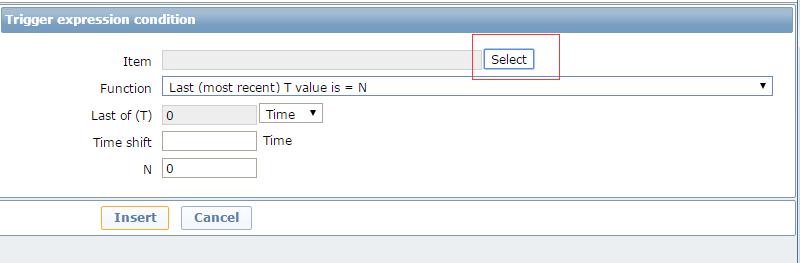 Trigger expression condition
Item Select
Function Last (most recent) T value is = N
Last of (T) 0 Time
Time shift Time
N 0
Insert Cancel